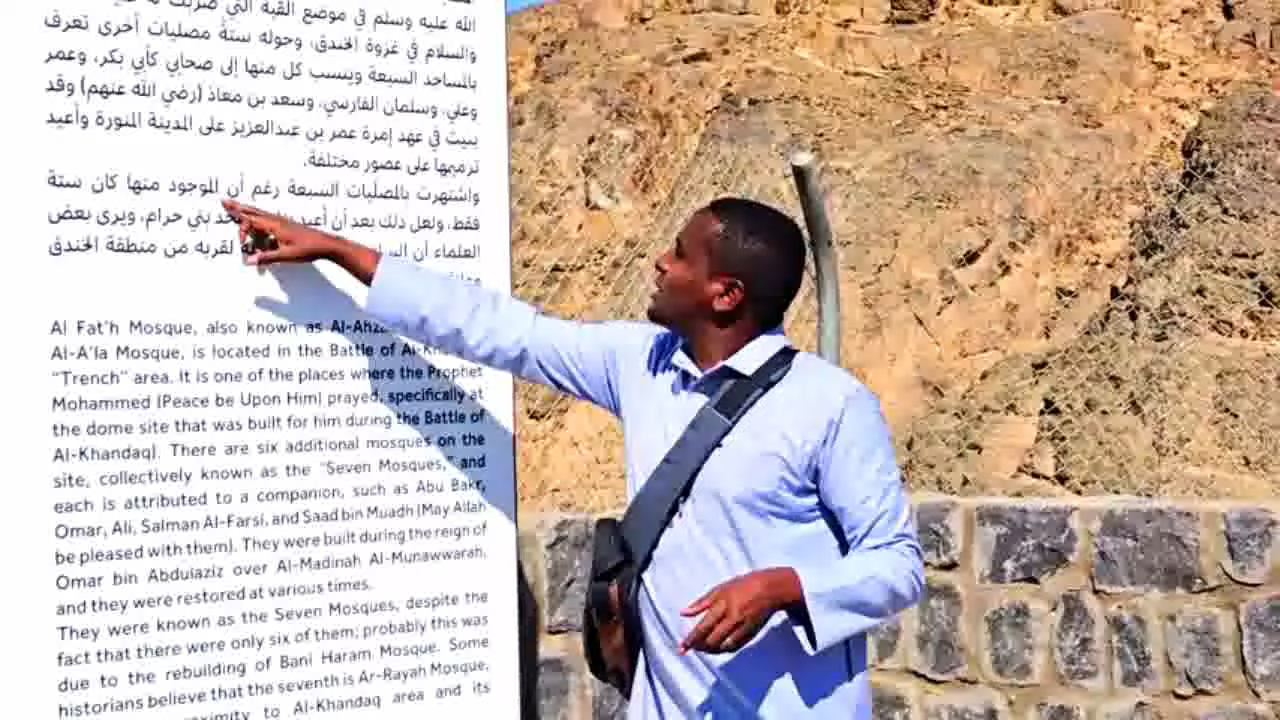 الله عليه وسلم في موضع القبة التي ضربت
والسلام في غزوة الخندق، وحوله ستة مصليات أخرى تعرف
بالمساجد السبعة وينسب كل منها إلى صحابي كأبي بكر، وعمر
وعلي، وسلمان الفارسي، وسعد بن معاذ (رضي الله عنهم) وقد
بنيت في عهد إمرة عمر بن عبدالعزيز على المدينة المنورة وأعيد
ترميمها على عصور مختلفة.
واشتهرت بالمصليات السبعة رغم أن الموجود منها كان ستة
فقط، ولعل ذلك بعد أن أعيد بني حرام، ويرى بعض
العلماء أن لقربه من منطقة الخندق
Al Fat'h Mosque, also known as
Al-A'la Mosque, is located in the Battle of
"Trench" area. It is one of the places where the Prophet
Mohammed (Peace be Upon Him) prayed, specifically at
the dome site that was built for him during the Battle of
Al-Khandaq). There are six additional mosques on the
site, collectively known as the "Seven Mosques," and
each is attributed to a companion, such as Abu Bakr,
Omar, Ali, Salman Al-Farsi, and Saad bin Muadh (May Allah
be pleased with them). They were built during the reign of
Omar bin Abdulaziz over Al-Madinah Al-Munawwarah,
and they were restored at various times.
They were known as the Seven Mosques, despite the
fact that there were only six of them; probably this was
due to the rebuilding of Bani Haram Mosque. Some
historians believe that the seventh is Ar-Rayah Mosque,
to Al-Khandaq area and its